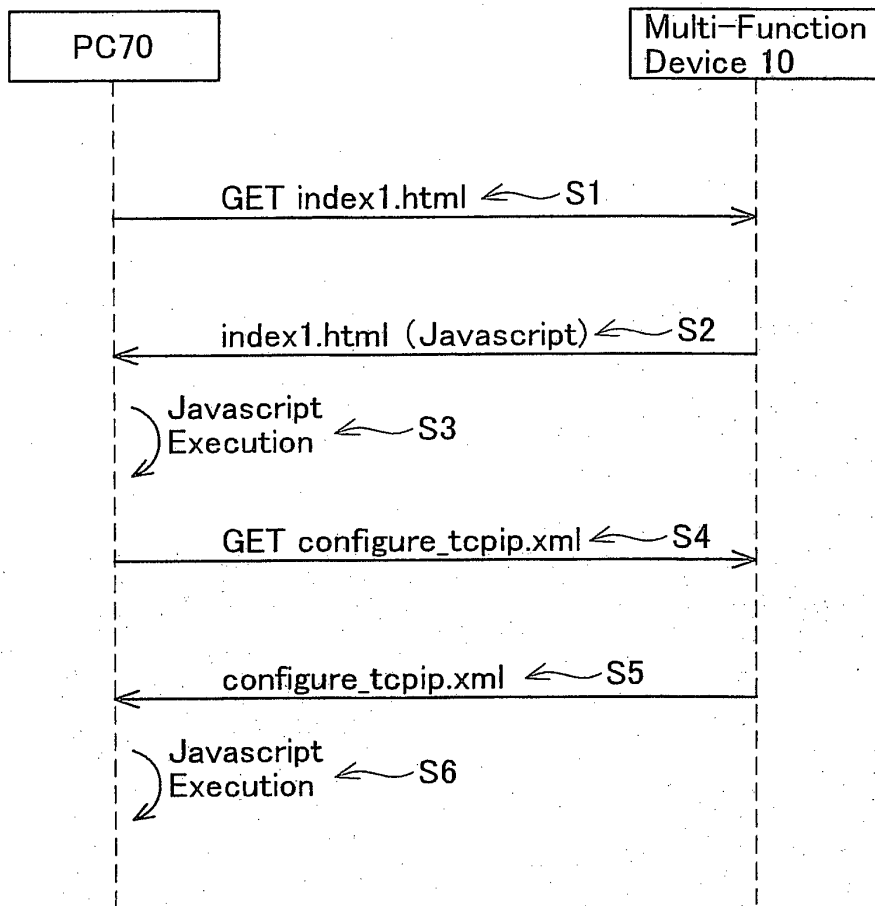 PC70
Multi-Function
Device 10
GET index1.html S1
index1.html (Javascript) S2
Javascript
Execution S3
GET configure_tcpip.xml S4
configure_tcpip.xml S5
Javascript
Execution S6